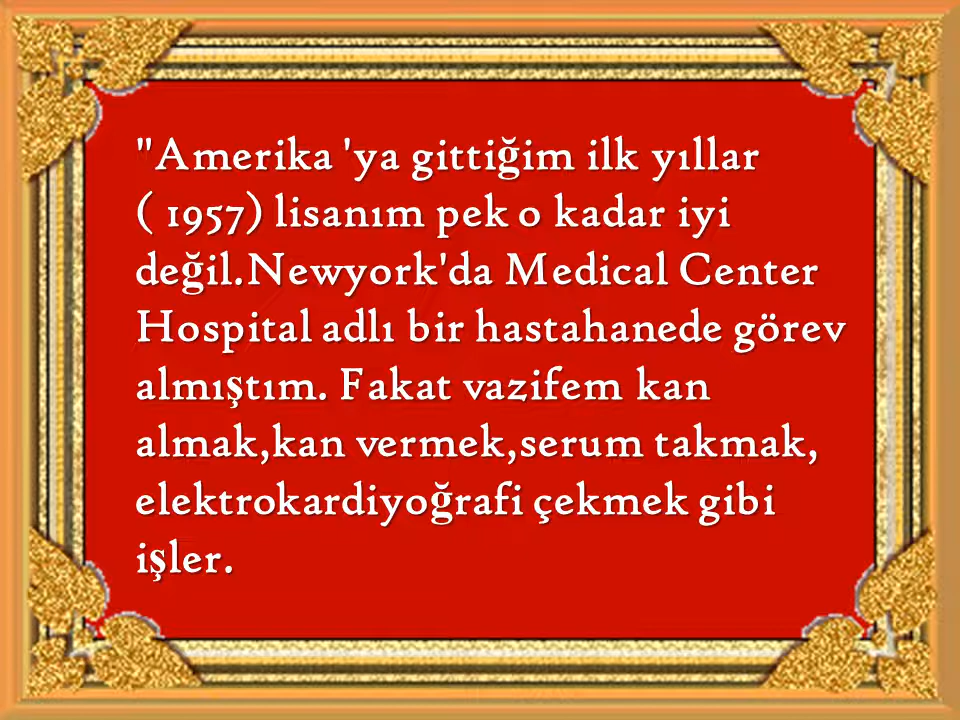 "Amerika 'ya gittiğim ilk yıllar
( 1957) lisanım pek o kadar iyi
değil.Newyork'da Medical Center
Hospital adlı bir hastahanede görev
almıştım. Fakat vazifem kan
almak,kan vermek,serum takmak,
elektrokardiyoğrafi çekmek gibi
işler.